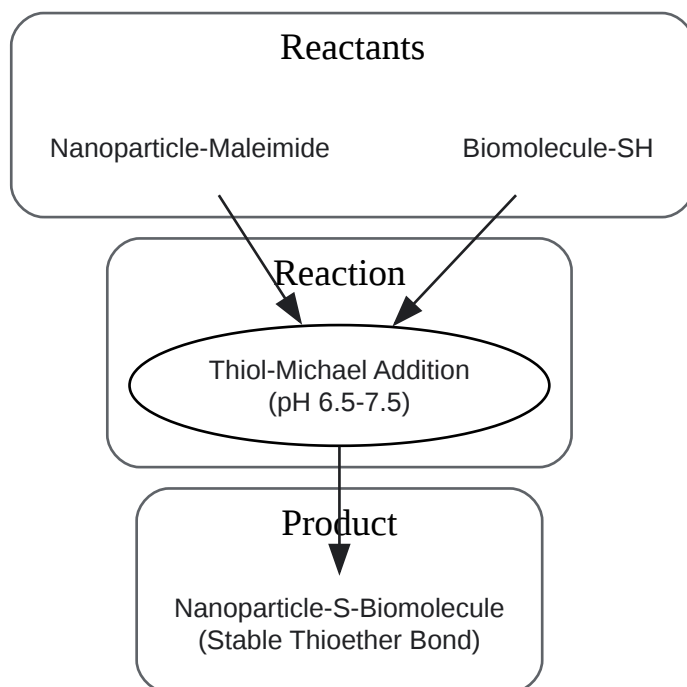 Reactants
Nanoparticle-Maleimide
Biomolecule-SH
Reaction
Thiol-Michael Addition
(pH 6.5-7.5)
Product
Nanoparticle-S-Biomolecule
(Stable Thioether Bond)